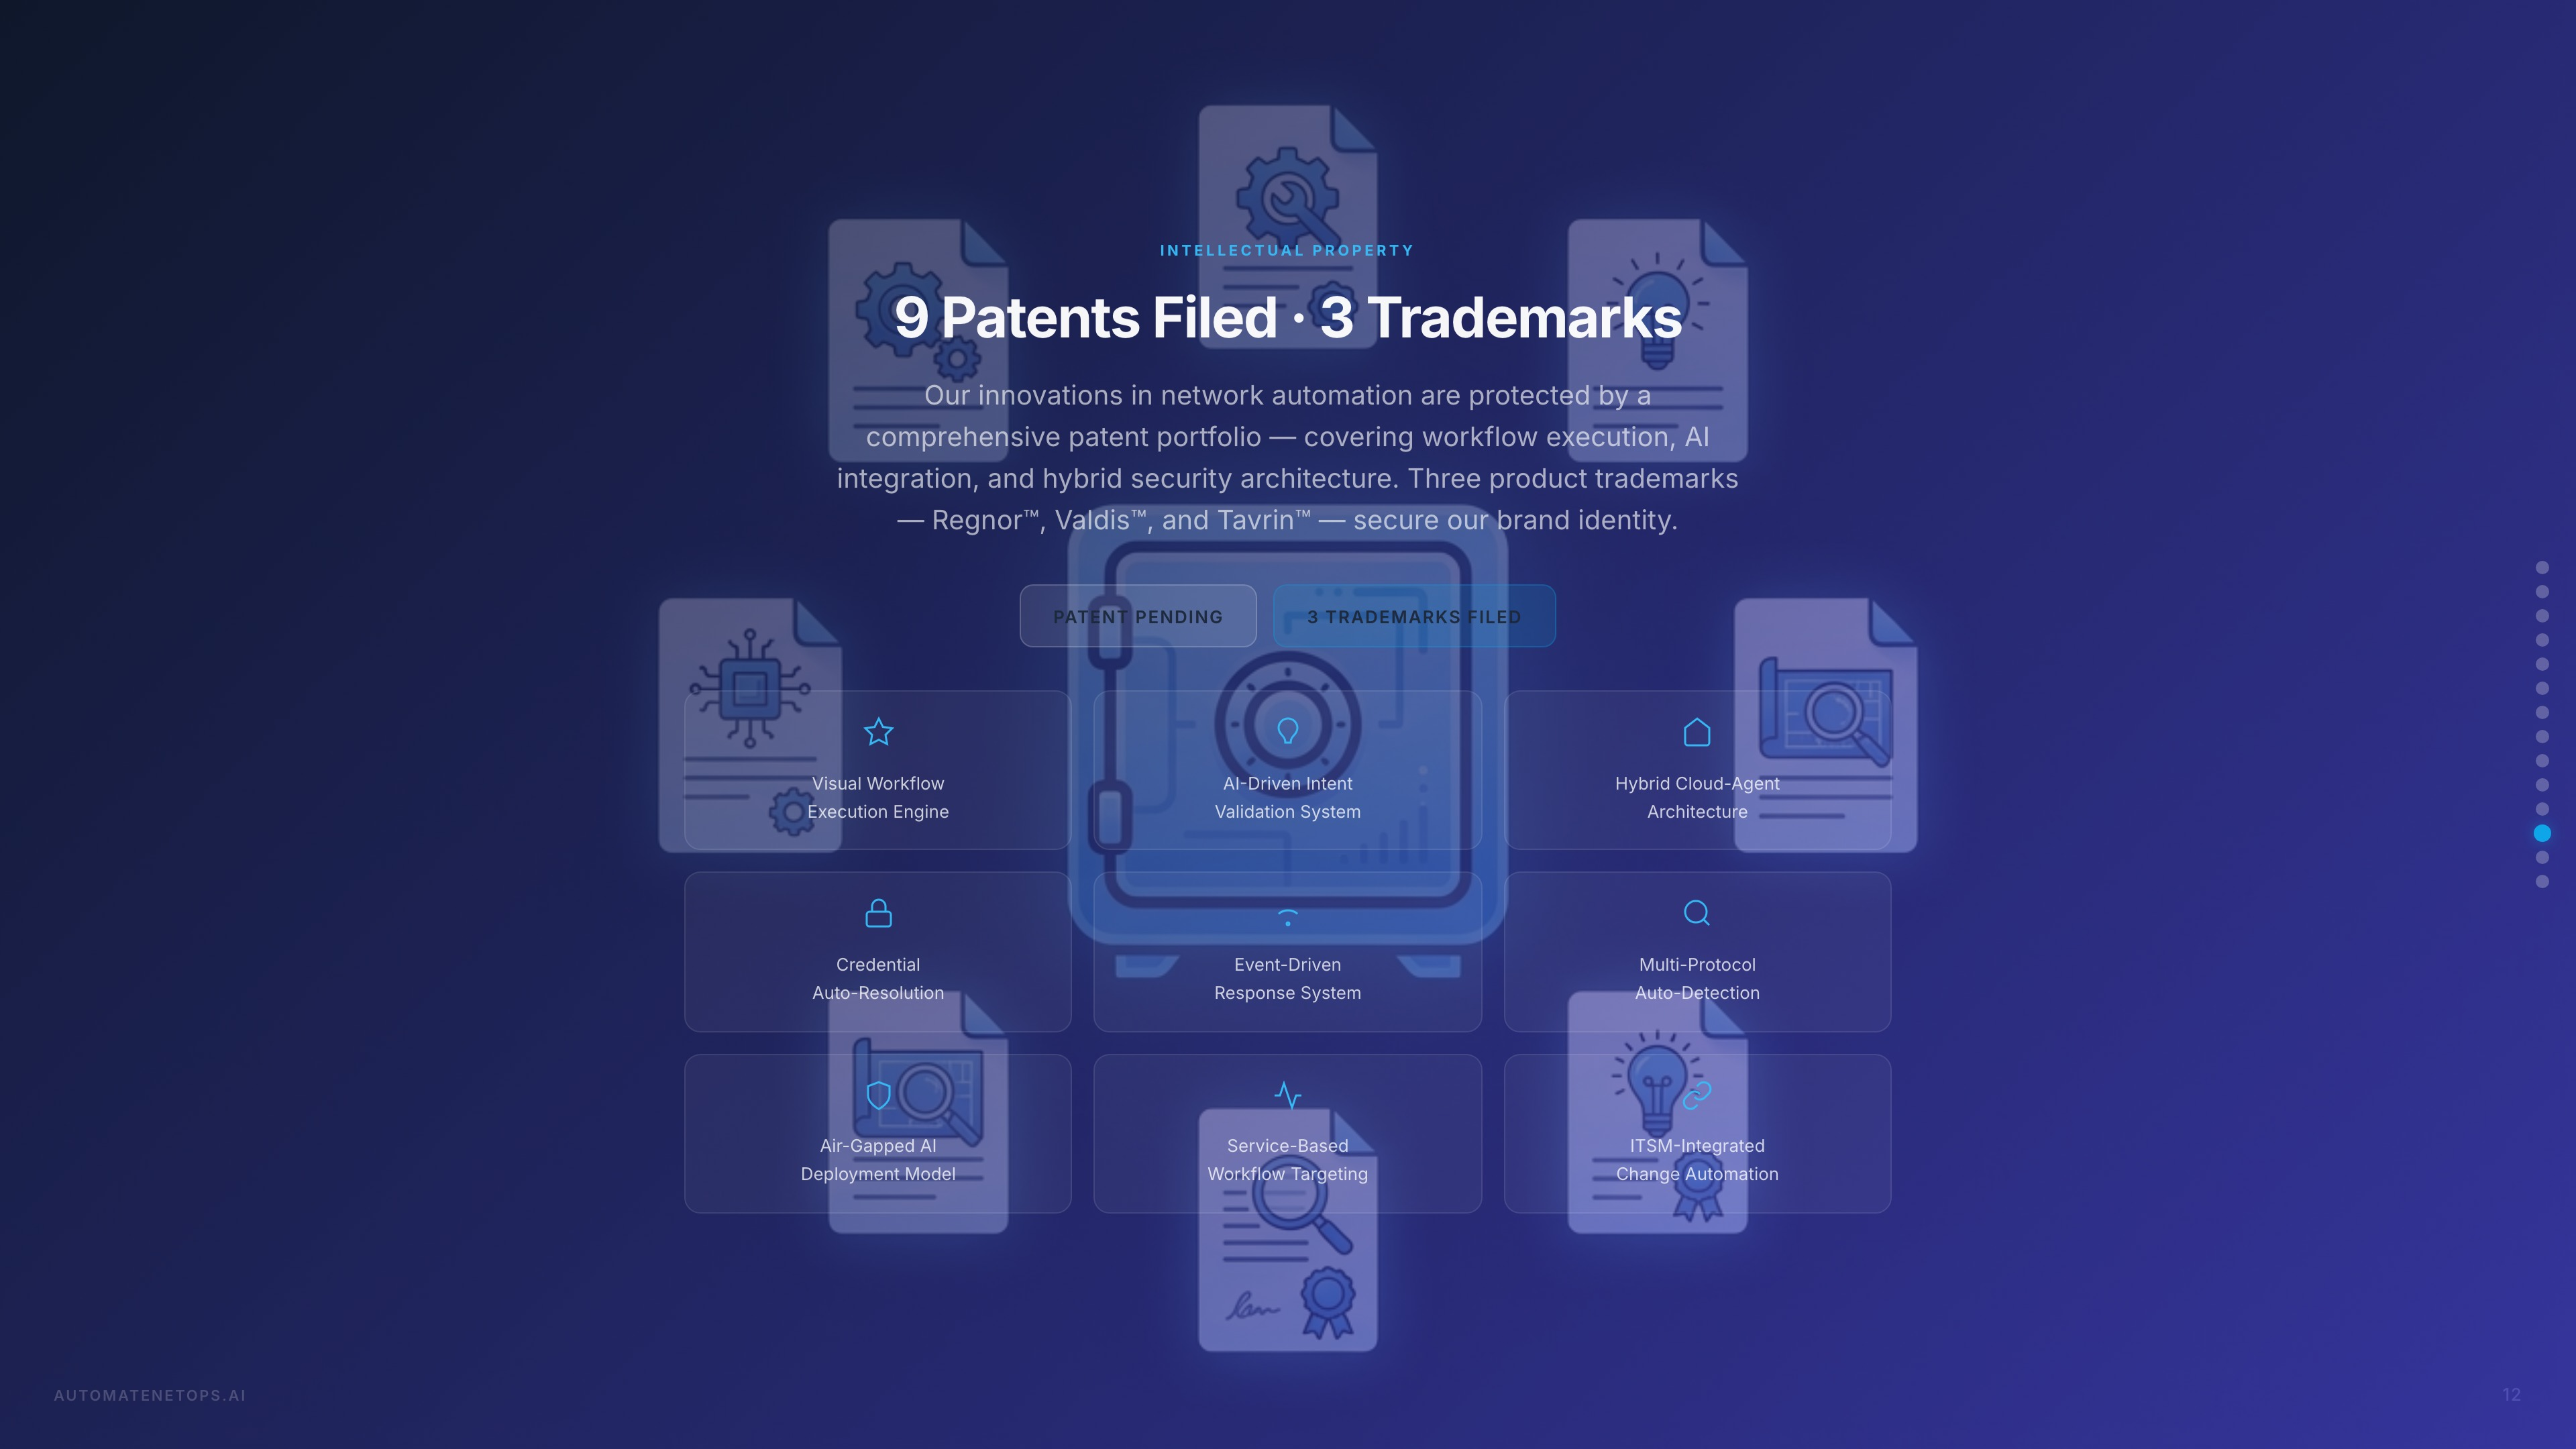 INTELLECTUAL PROPERTY
9 Patents Filed · 3 Trademarks
Our innovations in network automation are protected by a
comprehensive patent portfolio — covering workflow execution, AI
integration, and hybrid security architecture. Three product trademarks
— Regnor™, Valdis™, and Tavrin™ — secure our brand identity.
PATENT PENDING
3 TRADEMARKS FILED
Visual Workflow
Execution Engine
AI-Driven Intent
Validation System
Hybrid Cloud-Agent
Architecture
Credential
Auto-Resolution
Event-Driven
Response System
Multi-Protocol
Auto-Detection
Air-Gapped AI
Deployment Model
Service-Based
Workflow Targeting
ITSM-Integrated
Change Automation
AUTOMATENETOPS.AI
12